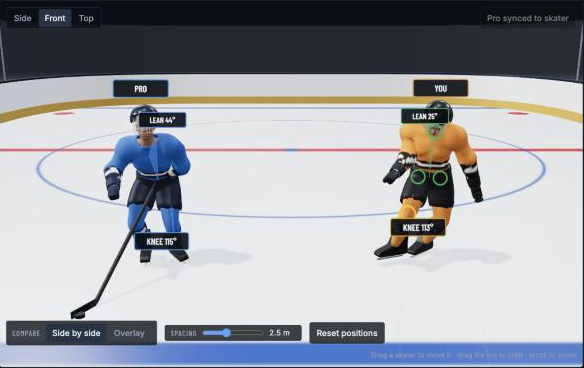 Side Front Top
Pro synced to skater
PRO
YOU
LEAN 44°
LEAN 25°
KNEE 115°
KNEE 113°
COMPARE Side by side Overlay
SPACING 2.5 m
Reset positions
Drag a skater to move it · drag the ice to orbit · scroll to zoom